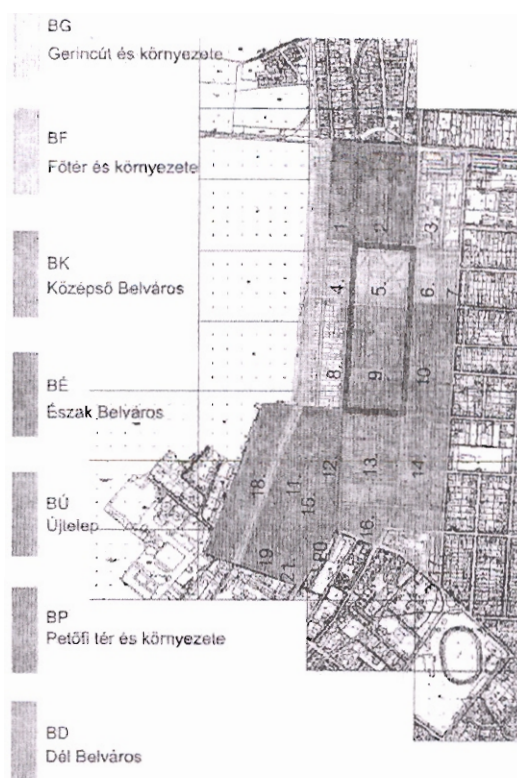 BG
Gerincút és környezete
BF
Főtér és környezete
BK
Középső Belváros
BÉ
Észak Belváros
BÚ
Újtelep
BP
Petőfi tér és környezete
BD
Dél Belváros
1.
2.
3.
4.
5.
6.
7.
8.
9
10.
18.
11.
12.
13.
14.
15.
16.
19.
21.